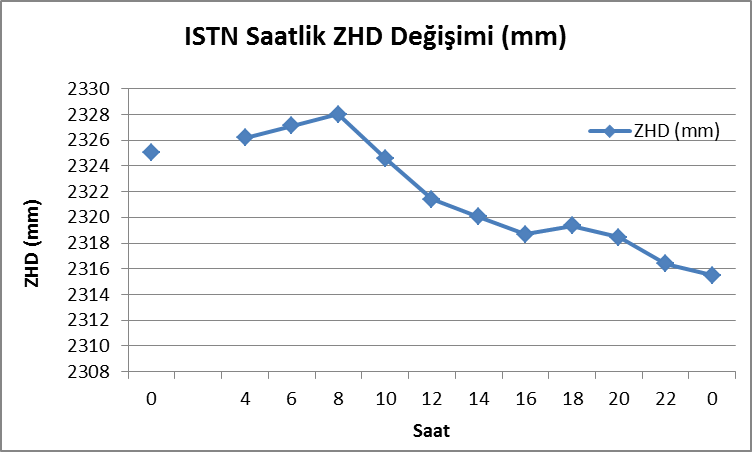 ISTN Saatlik ZHD Değişimi (mm)
2330
2328
2326
2324
2322
2320
2318
2316
2314
2312
2310
2308
ZHD (mm)
ZHD (mm)
0 4 6 8 10 12 14 16 18 20 22 0
Saat